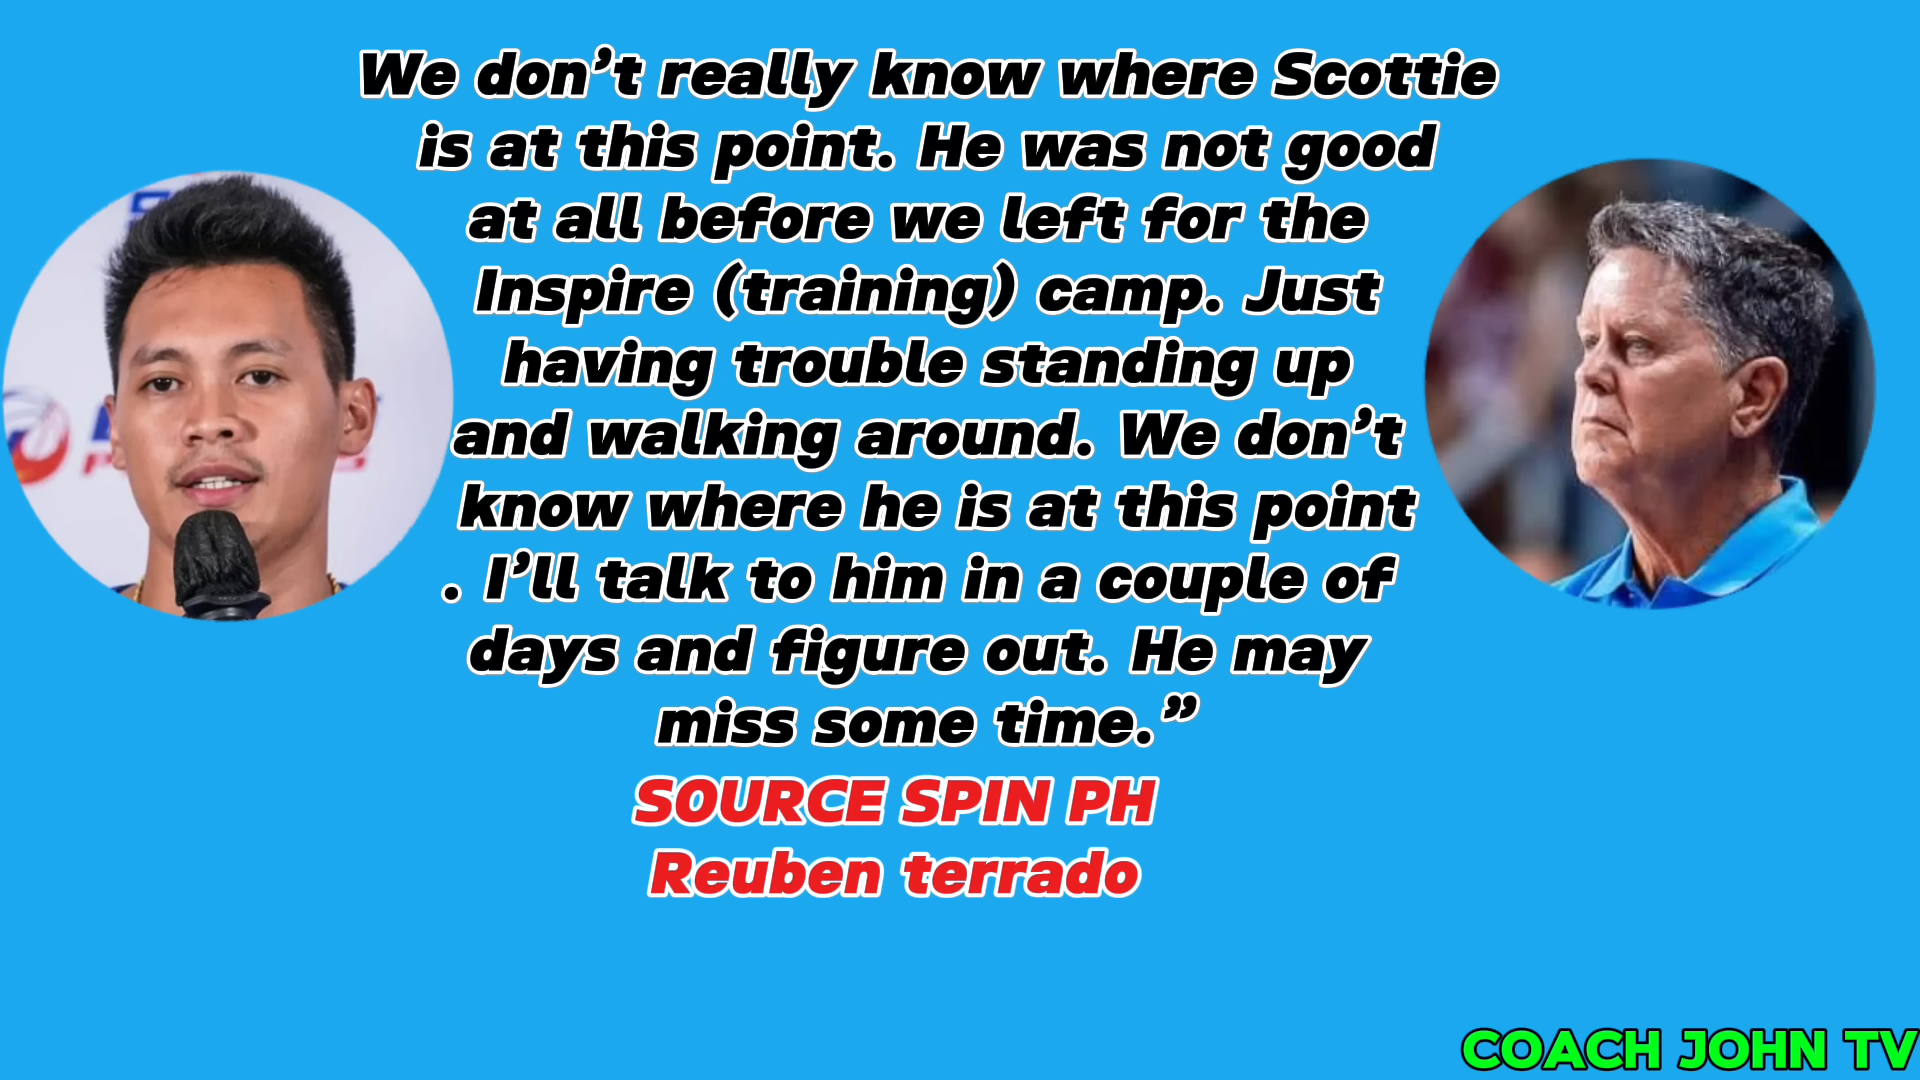 We don’t really know where Scottie
is at this point. He was not good
at all before we left for the
Inspire (training) camp. Just
having trouble standing up
and walking around. We don’t
know where he is at this point
. I’ll talk to him in a couple of
days and figure out. He may
miss some time.”
SOURCE SPIN PH
Reuben terrado
COACH JOHN TV